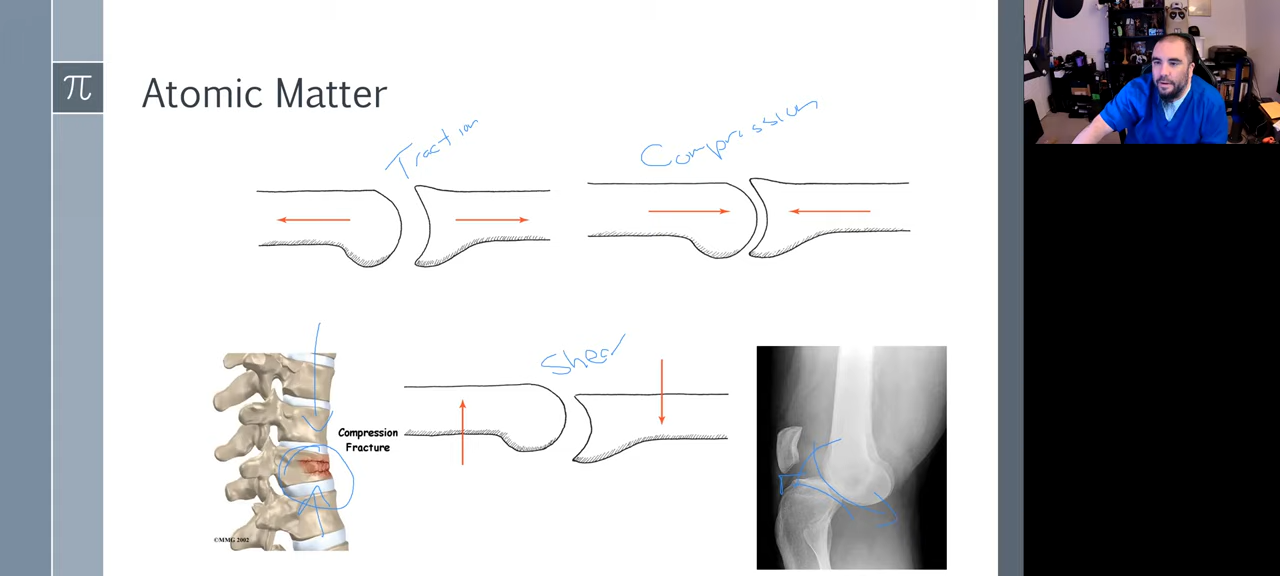 π
Atomic Matter
Traction
Compression
Shear
Compression
Fracture
©MMG 2002